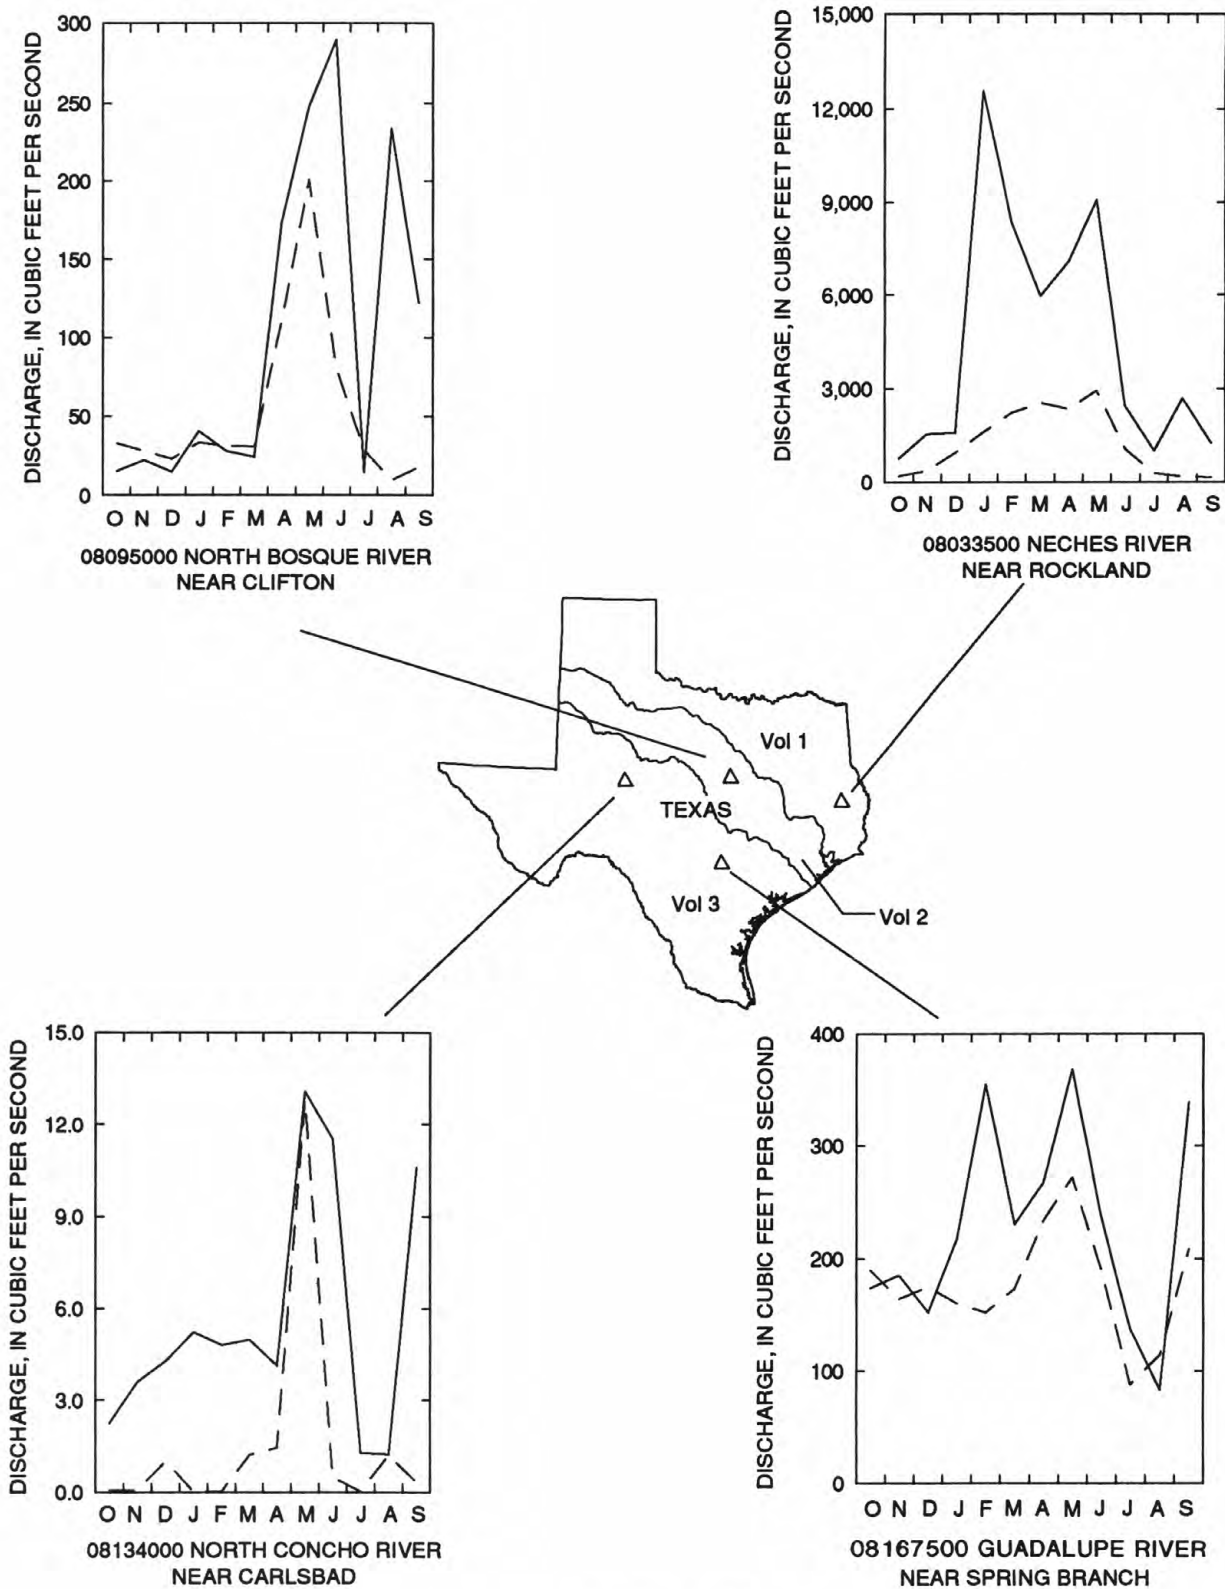 DISCHARGE, IN CUBIC FEET PER SECOND
300
250
200
150
100
50
0
O N D J F M A M J J A S
08095000 NORTH BOSQUE RIVER
NEAR CLIFTON
DISCHARGE, IN CUBIC FEET PER SECOND
15,000
12,000
9,000
6,000
3,000
0
O N D J F M A M J J A S
08033500 NECHES RIVER
NEAR ROCKLAND
Vol 1
TEXAS
Vol 3
Vol 2
DISCHARGE, IN CUBIC FEET PER SECOND
15.0
12.0
9.0
6.0
3.0
0.0
O N D J F M A M J J A S
08134000 NORTH CONCHO RIVER
NEAR CARLSBAD
DISCHARGE, IN CUBIC FEET PER SECOND
400
300
200
100
0
O N D J F M A M J J A S
08167500 GUADALUPE RIVER
NEAR SPRING BRANCH